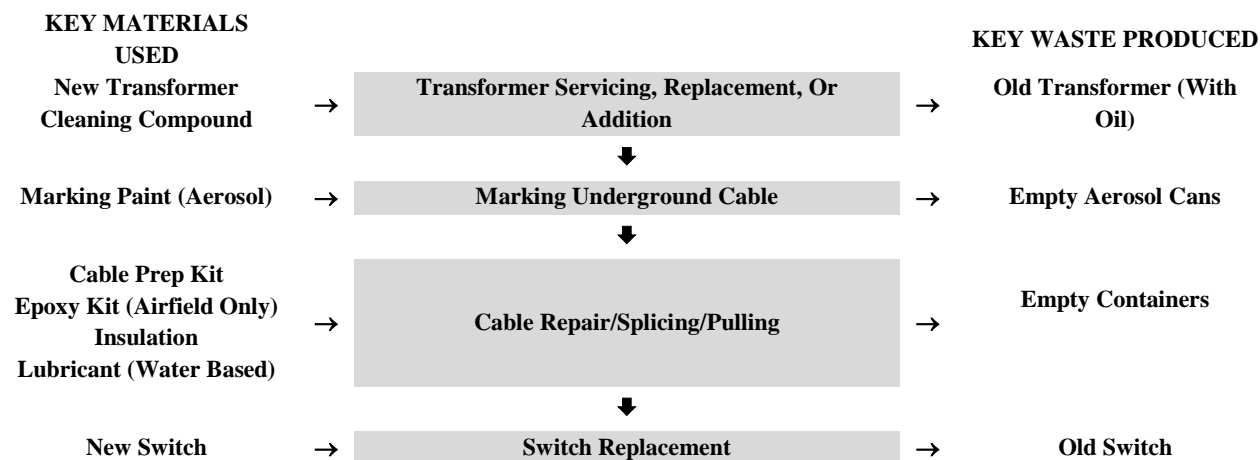 KEY MATERIALS
USED
KEY WASTE PRODUCED
New Transformer
Cleaning Compound
→
Transformer Servicing, Replacement, Or
Addition
→
Old Transformer (With
Oil)
Marking Paint (Aerosol)
→
Marking Underground Cable
→
Empty Aerosol Cans
Cable Prep Kit
Epoxy Kit (Airfield Only)
Insulation
Lubricant (Water Based)
→
Cable Repair/Splicing/Pulling
→
Empty Containers
New Switch
→
Switch Replacement
→
Old Switch